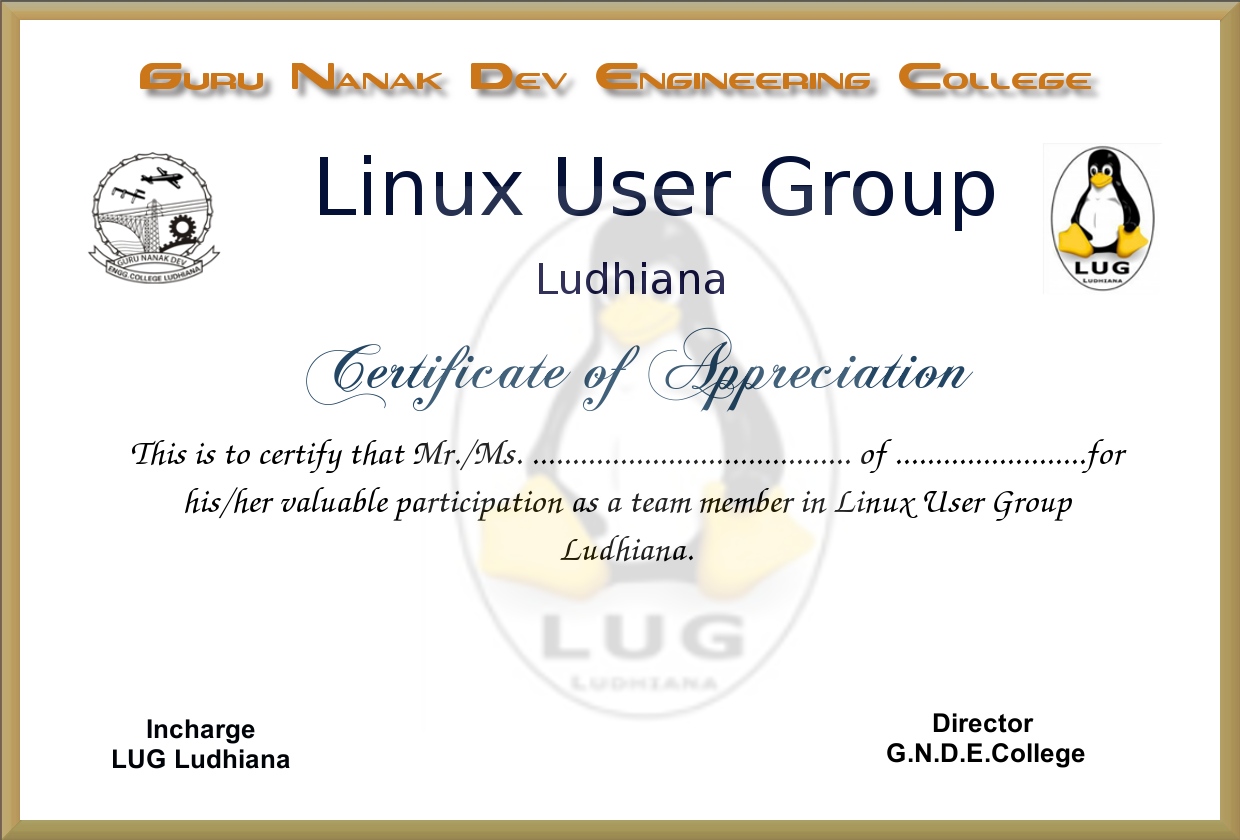 Guru Nanak Dev Engineering College
Linux User Group
Ludhiana
GURU NANAK DEV
ENGG. COLLEGE LUDHIANA
LUG
LUDHIANA
Certificate of Appreciation
This is to certify that Mr./Ms. ....................................... of ........................for
his/her valuable participation as a team member in Linux User Group
Ludhiana.
LUG
LUDHIANA
Incharge
LUG Ludhiana
Director
G.N.D.E.College